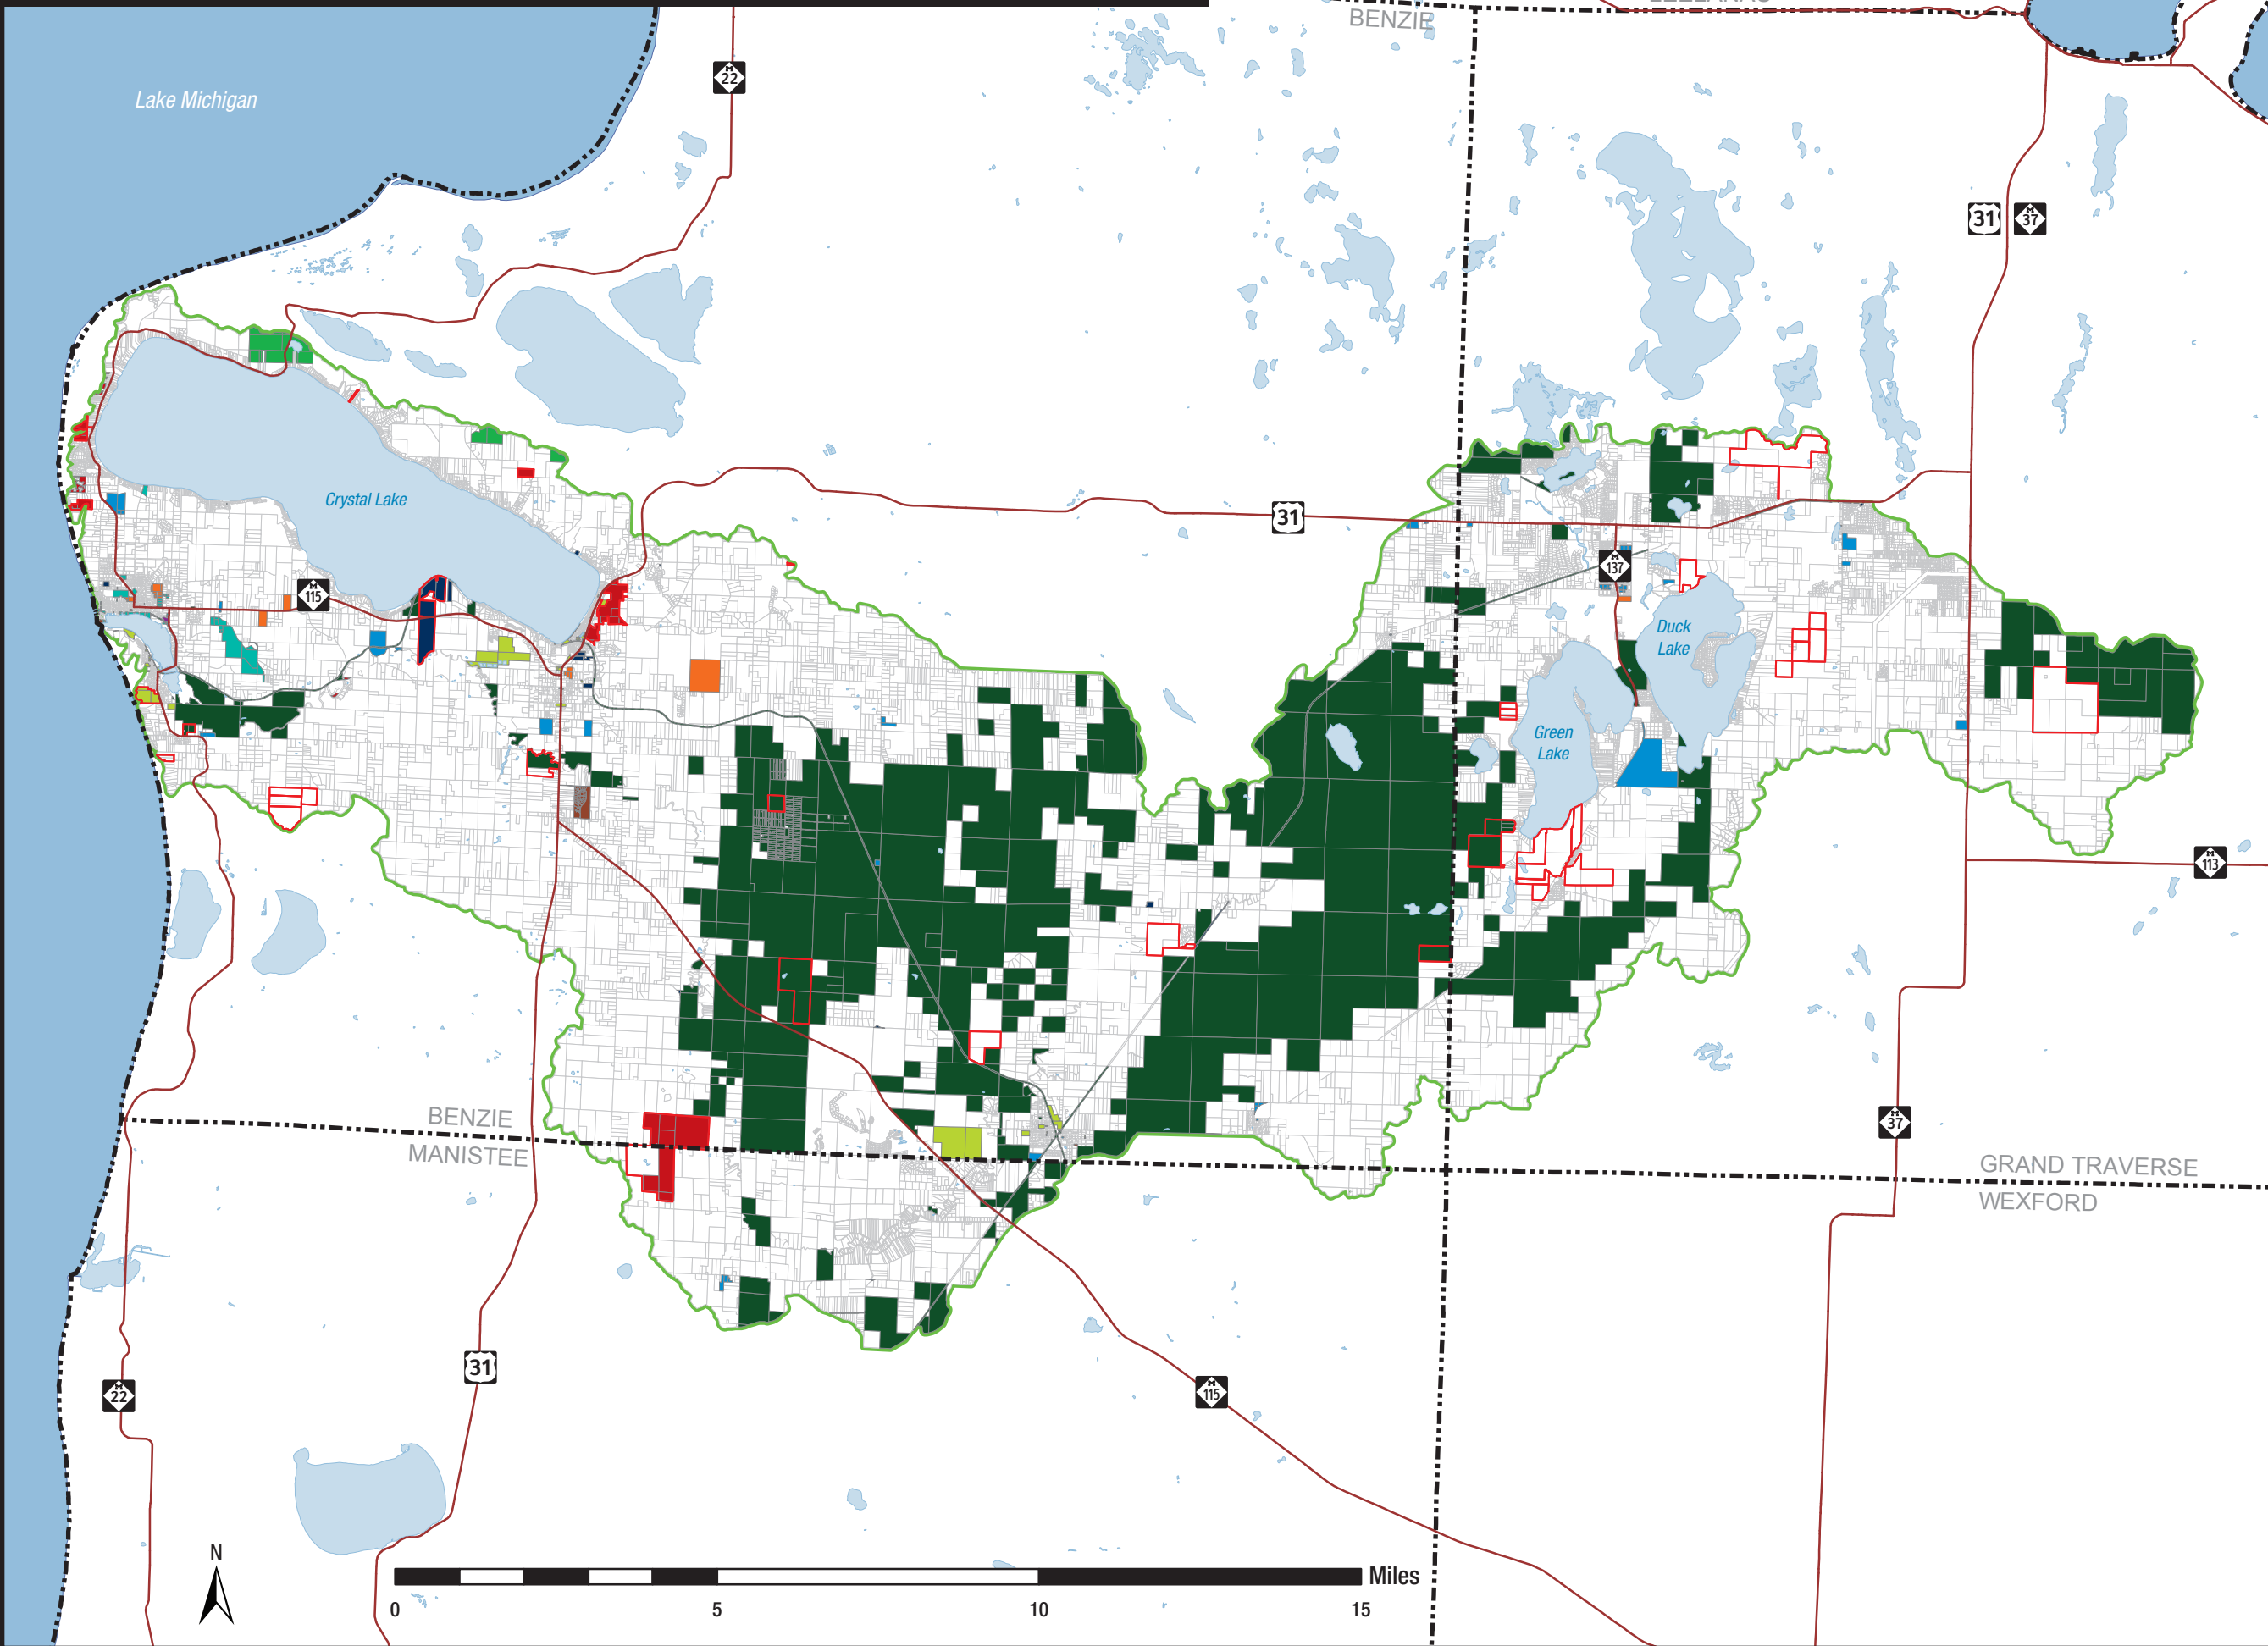 BENZIE
Lake Michigan
M
22
31
M
37
Crystal Lake
31
M
137
M
115
Duck
Lake
Green
Lake
M
113
BENZIE
MANISTEE
M
37
GRAND TRAVERSE
WEXFORD
31
M
22
M
115
N
Miles
0
5
10
15